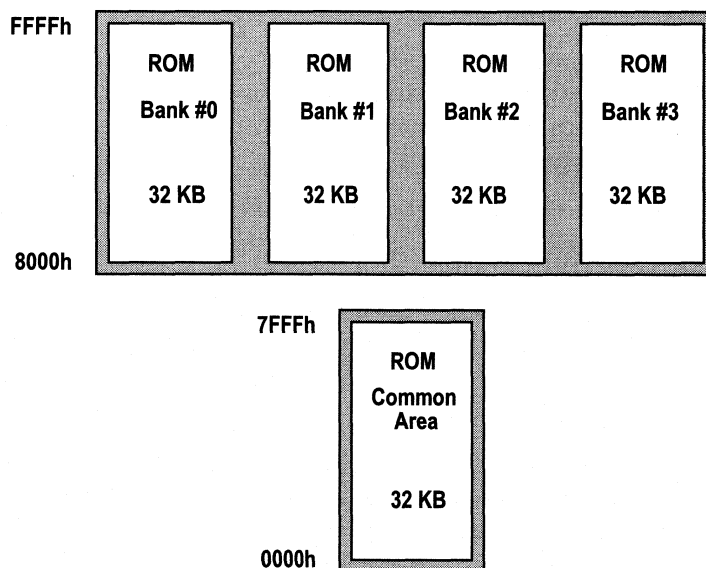 FFFFh
ROM ROM ROM ROM
Bank #0 Bank #1 Bank #2 Bank #3
32 KB 32 KB 32 KB 32 KB
8000h
7FFFh
ROM
Common
Area
32 KB
0000h